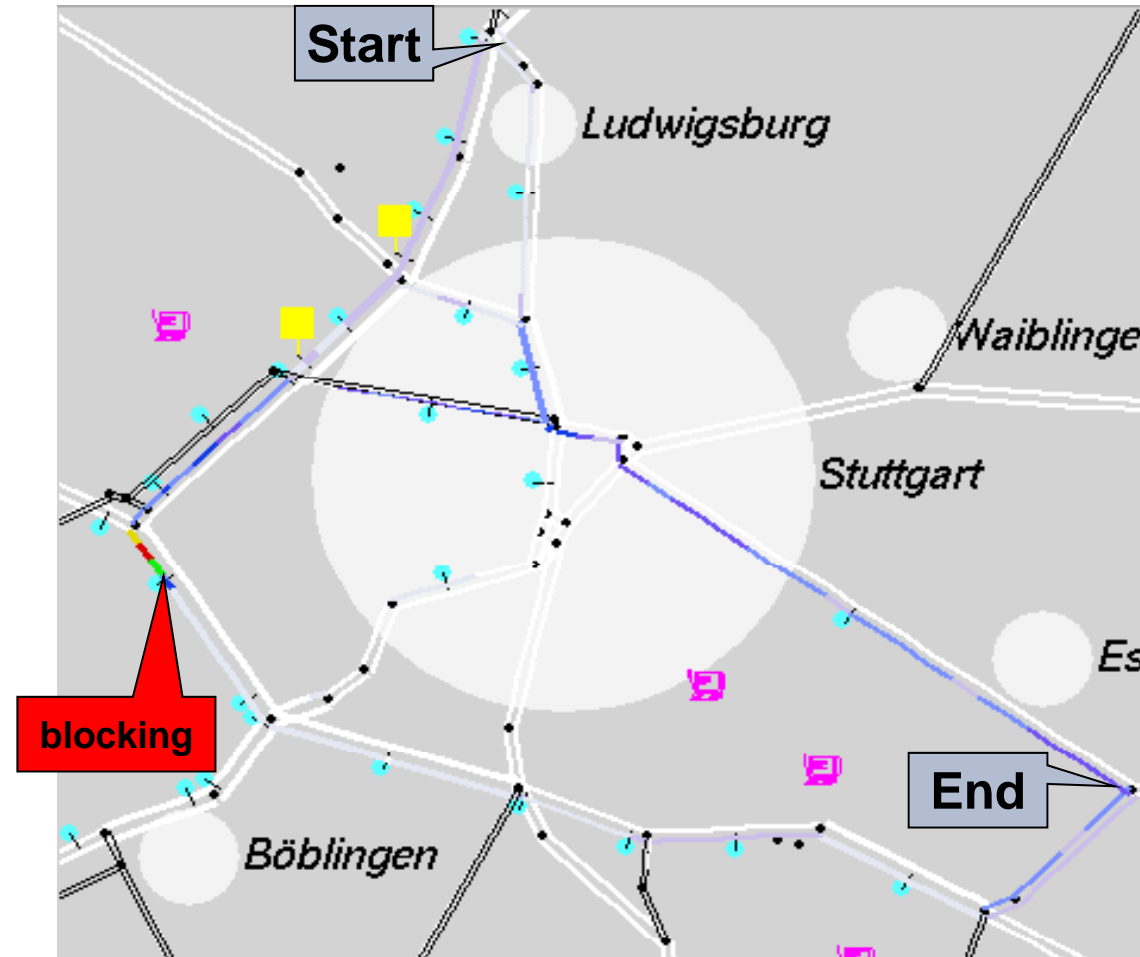 Start
Ludwigsburg
Waiblinge
Stuttgart
Es
blocking
End
Böblingen